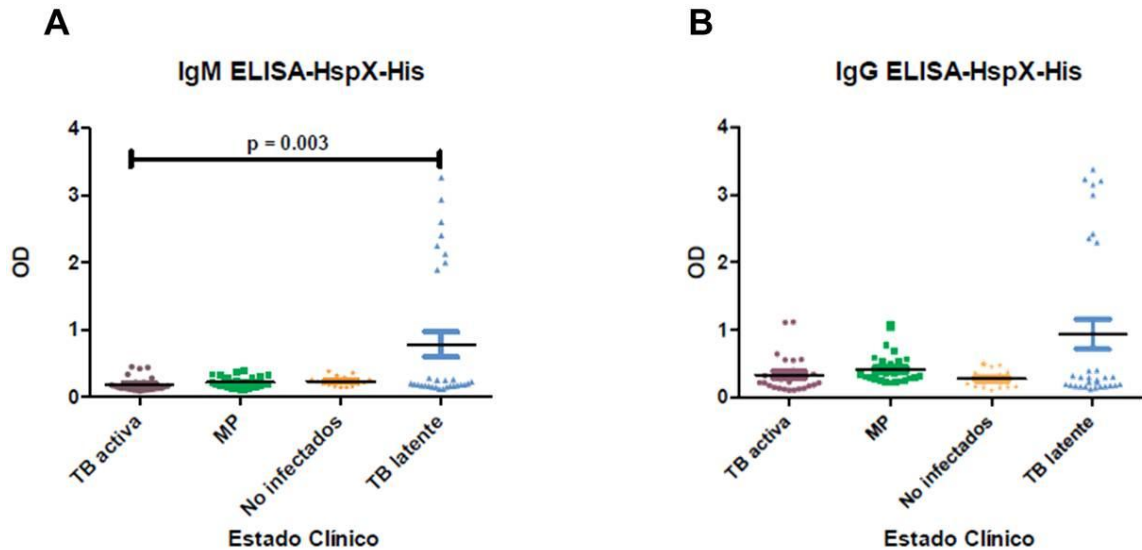 A
IgM ELISA-HspX-His
p = 0.003
4
3
2
1
0
OD
TB activa
MP
No infectados
TB latente
Estado Clínico
B
IgG ELISA-HspX-His
4
3
2
1
0
OD
TB activa
MP
No infectados
TB latente
Estado Clínico